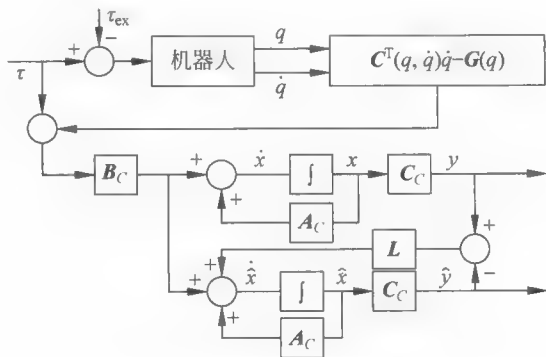 τ_ex
−
+
τ
机器人
q
q̇
C^T(q, q̇)q̇−G(q)
B_C
+
ẋ
∫
x
C_C
y
+
A_C
+
L
+
+
x̂̇
∫
x̂
C_C
ŷ
−
+
A_C